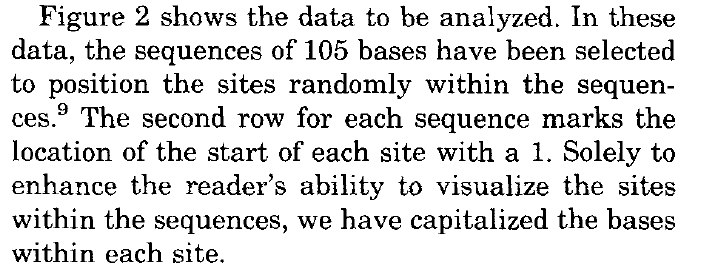 Figure 2 shows the data to be analyzed. In these
data, the sequences of 105 bases have been selected
to position the sites randomly within the sequen-
ces.⁹ The second row for each sequence marks the
location of the start of each site with a 1. Solely to
enhance the reader's ability to visualize the sites
within the sequences, we have capitalized the bases
within each site.